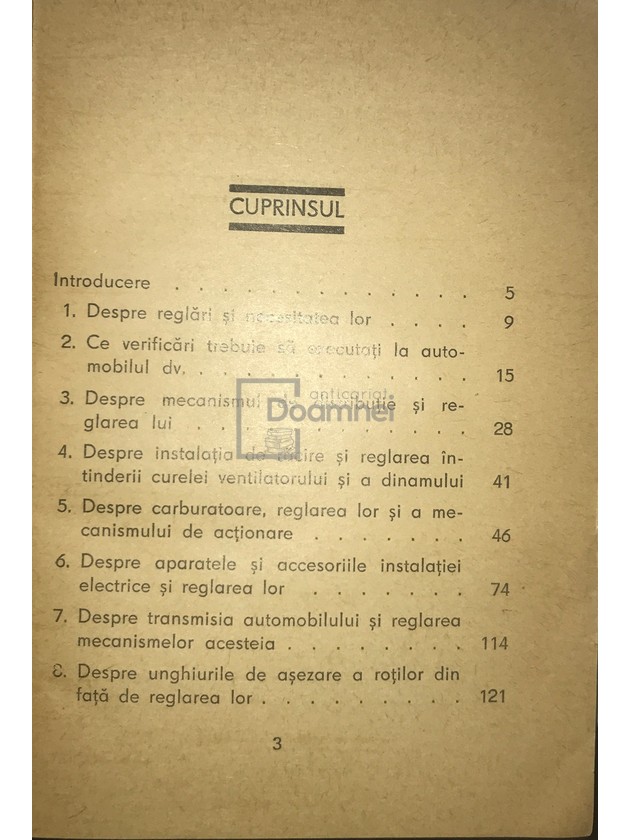 CUPRINSUL
Introducere . . . . . . . . . . . . . 5
1. Despre reglări și necesitatea lor . . . . 9
2. Ce verificări trebuie să executați la auto-
mobilul dv. . . . . . . . . . . . . 15
3. Despre mecanismul de distribuție și re-
glarea lui . . . . . . . . . . . . 28
anticariat
Doamnei
4. Despre instalația de răcire și reglarea în-
tinderii curelei ventilatorului și a dinamului 41
5. Despre carburatoare, reglarea lor și a me-
canismului de acționare . . . . . . . 46
6. Despre aparatele și accesoriile instalației
electrice și reglarea lor . . . . . . . 74
7. Despre transmisia automobilului și reglarea
mecanismelor acesteia . . . . . . . . 114
8. Despre unghiurile de așezare a roților din
față de reglarea lor . . . . . . . . . 121
3